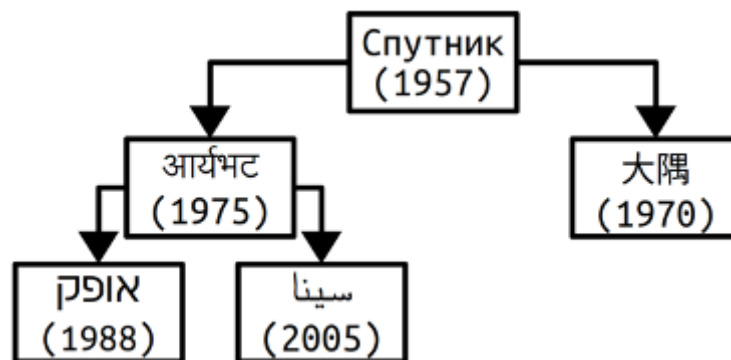 Спутник
(1957)
आर्यभट
(1975)
大隅
(1970)
אופק
(1988)
سينا
(2005)